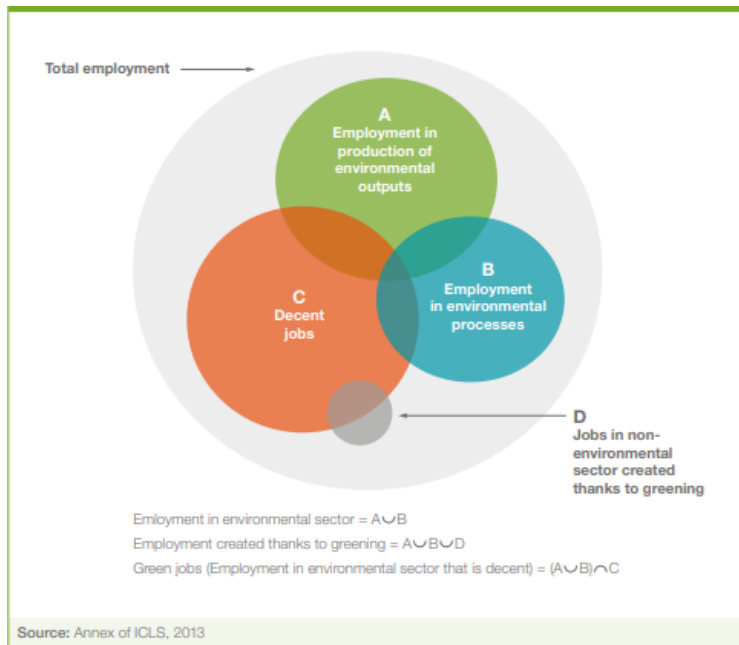 Total employment
A
Employment in
production of
environmental
outputs
B
Employment
in environmental
processes
C
Decent
jobs
D
Jobs in non-
environmental
sector created
thanks to greening
Emloyment in environmental sector = A◡B
Employment created thanks to greening = A◡B◡D
Green jobs (Employment in environmental sector that is decent) = (A◡B)◠C
Source: Annex of ICLS, 2013